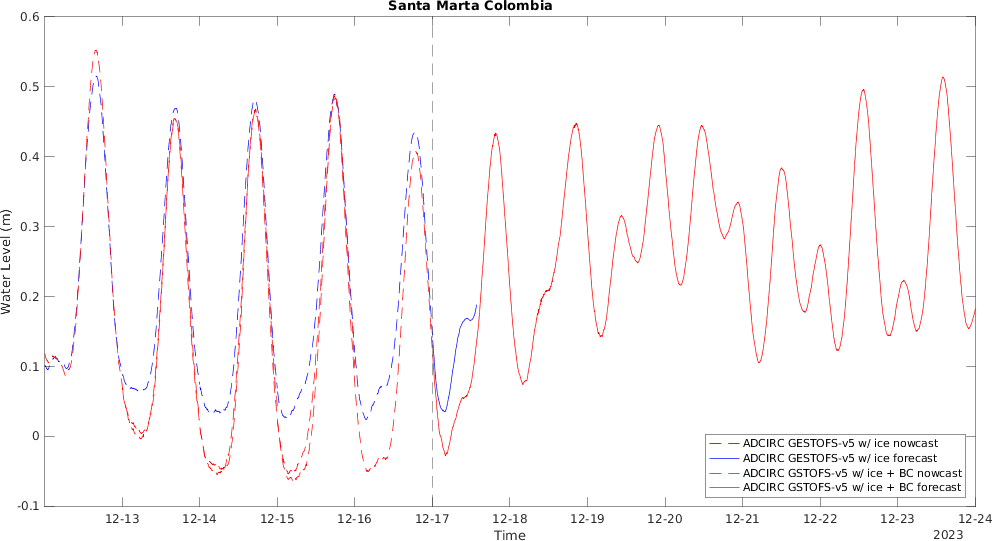 Santa Marta Colombia
0.6
0.5
0.4
0.3
0.2
0.1
0
-0.1
Water Level (m)
12-13 12-14 12-15 12-16 12-17 12-18 12-19 12-20 12-21 12-22 12-23 12-24
Time
2023
ADCIRC GESTOFS-v5 w/ ice nowcast
ADCIRC GESTOFS-v5 w/ ice forecast
ADCIRC GSTOFS-v5 w/ ice + BC nowcast
ADCIRC GSTOFS-v5 w/ ice + BC forecast